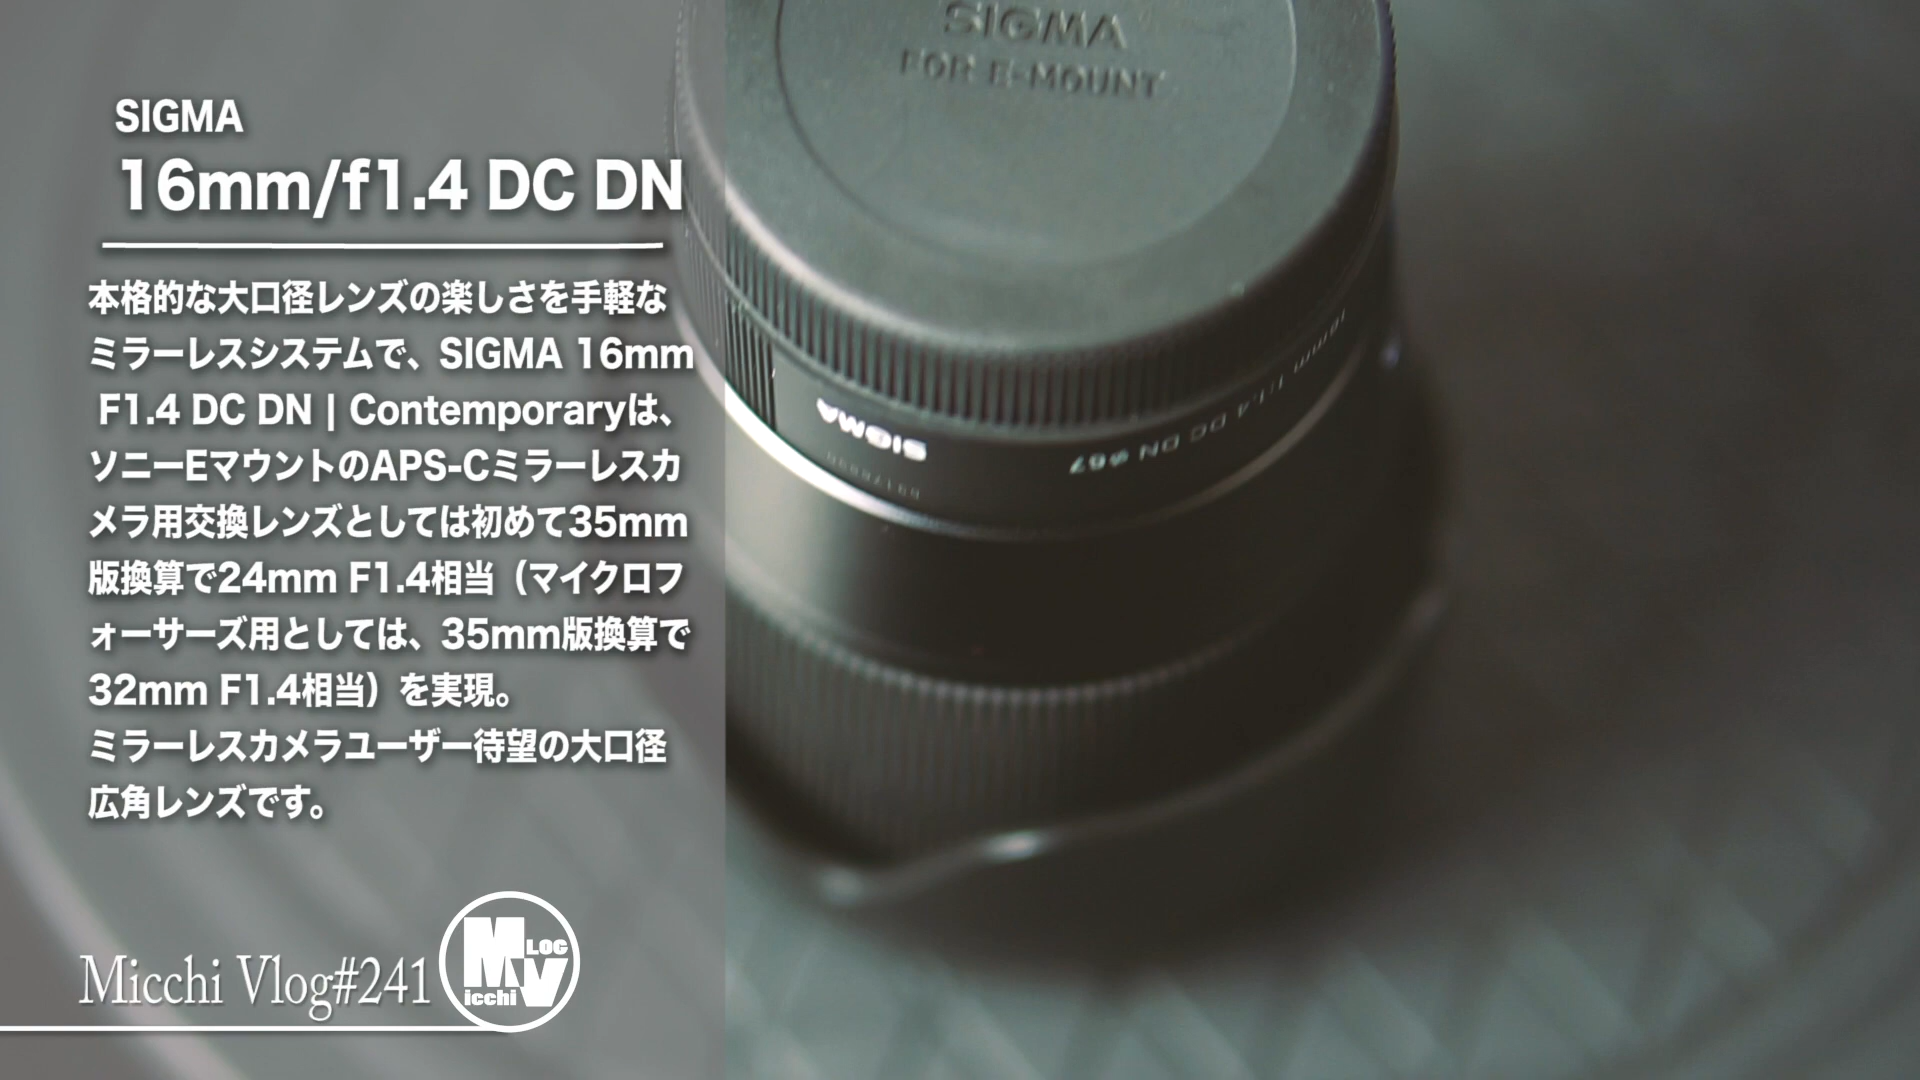 SIGMA
16mm/f1.4 DC DN
本格的な大口径レンズの楽しさを手軽な
ミラーレスシステムで、SIGMA 16mm
F1.4 DC DN | Contemporaryは、
ソニーEマウントのAPS-Cミラーレスカ
メラ用交換レンズとしては初めて35mm
版換算で24mm F1.4相当（マイクロフ
ォーサーズ用としては、35mm版換算で
32mm F1.4相当）を実現。
ミラーレスカメラユーザー待望の大口径
広角レンズです。
Micchi Vlog#241
M LOG
icchi V
SIGMA
FOR E-MOUNT
SIGMA
16mm 1:1.4 DC DN ø67